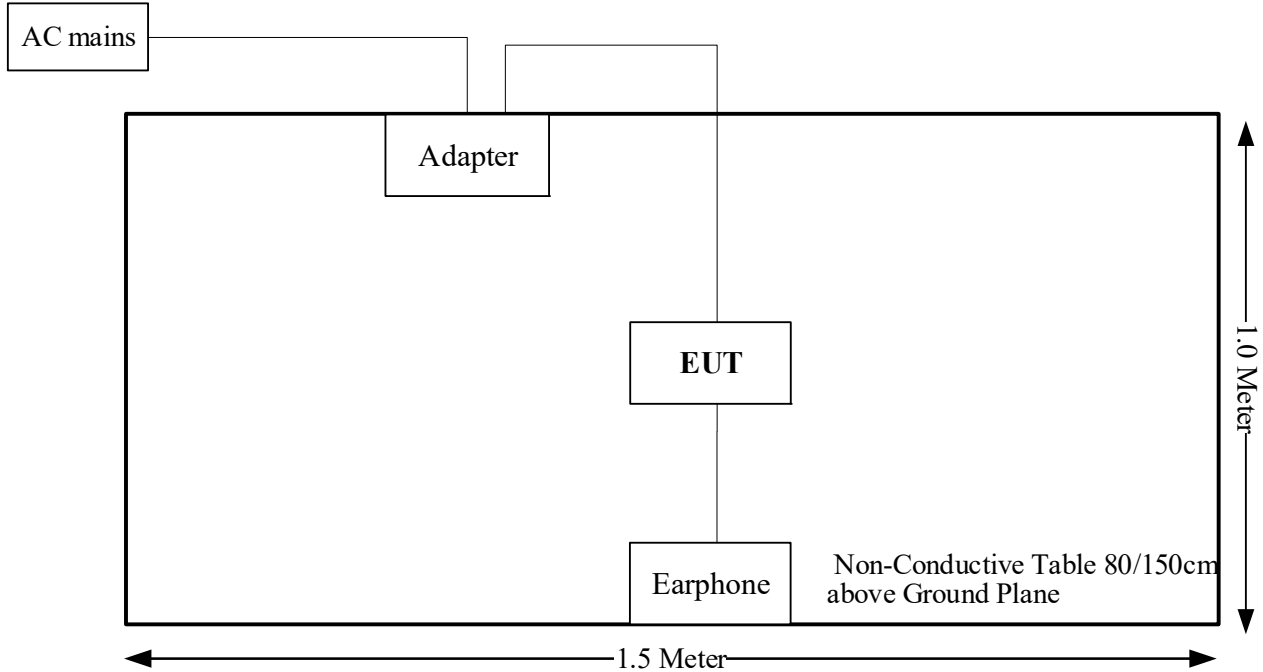 AC mains
Adapter
EUT
1.0 Meter
Earphone
Non-Conductive Table 80/150cm
above Ground Plane
1.5 Meter